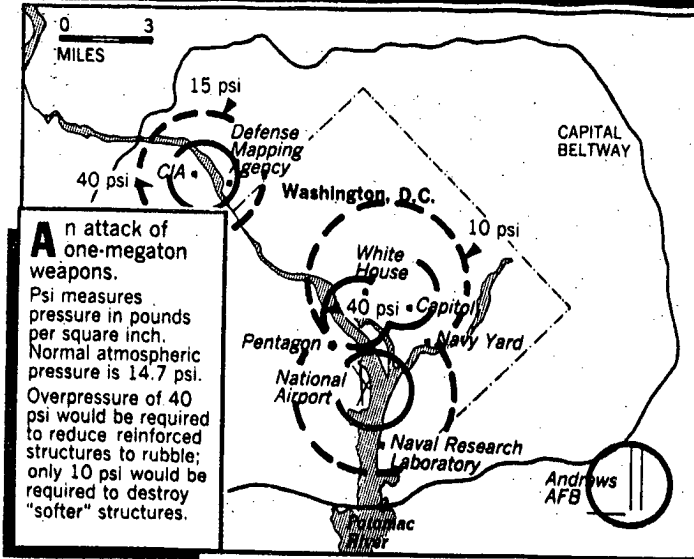 0 3
MILES
15 psi
Defense
Mapping
Agency
CIA
40 psi
CAPITAL
BELTWAY
Washington, D.C.
10 psi
White
House
40 psi
Capitol
Pentagon
Navy Yard
National
Airport
Naval Research
Laboratory
Andrews
AFB
Potomac
River
An attack of
one-megaton
weapons.
Psi measures
pressure in pounds
per square inch.
Normal atmospheric
pressure is 14.7 psi.
Overpressure of 40
psi would be required
to reduce reinforced
structures to rubble;
only 10 psi would be
required to destroy
"softer" structures.